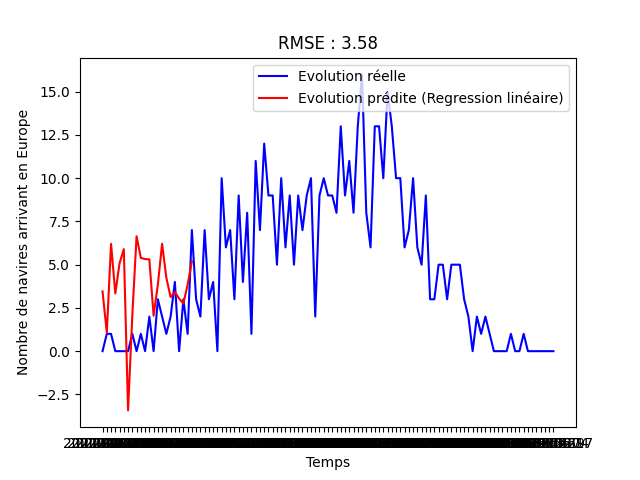 RMSE : 3.58
Evolution réelle
Evolution prédite (Regression linéaire)
15.0
12.5
10.0
7.5
5.0
2.5
0.0
−2.5
Nombre de navires arrivant en Europe
Temps